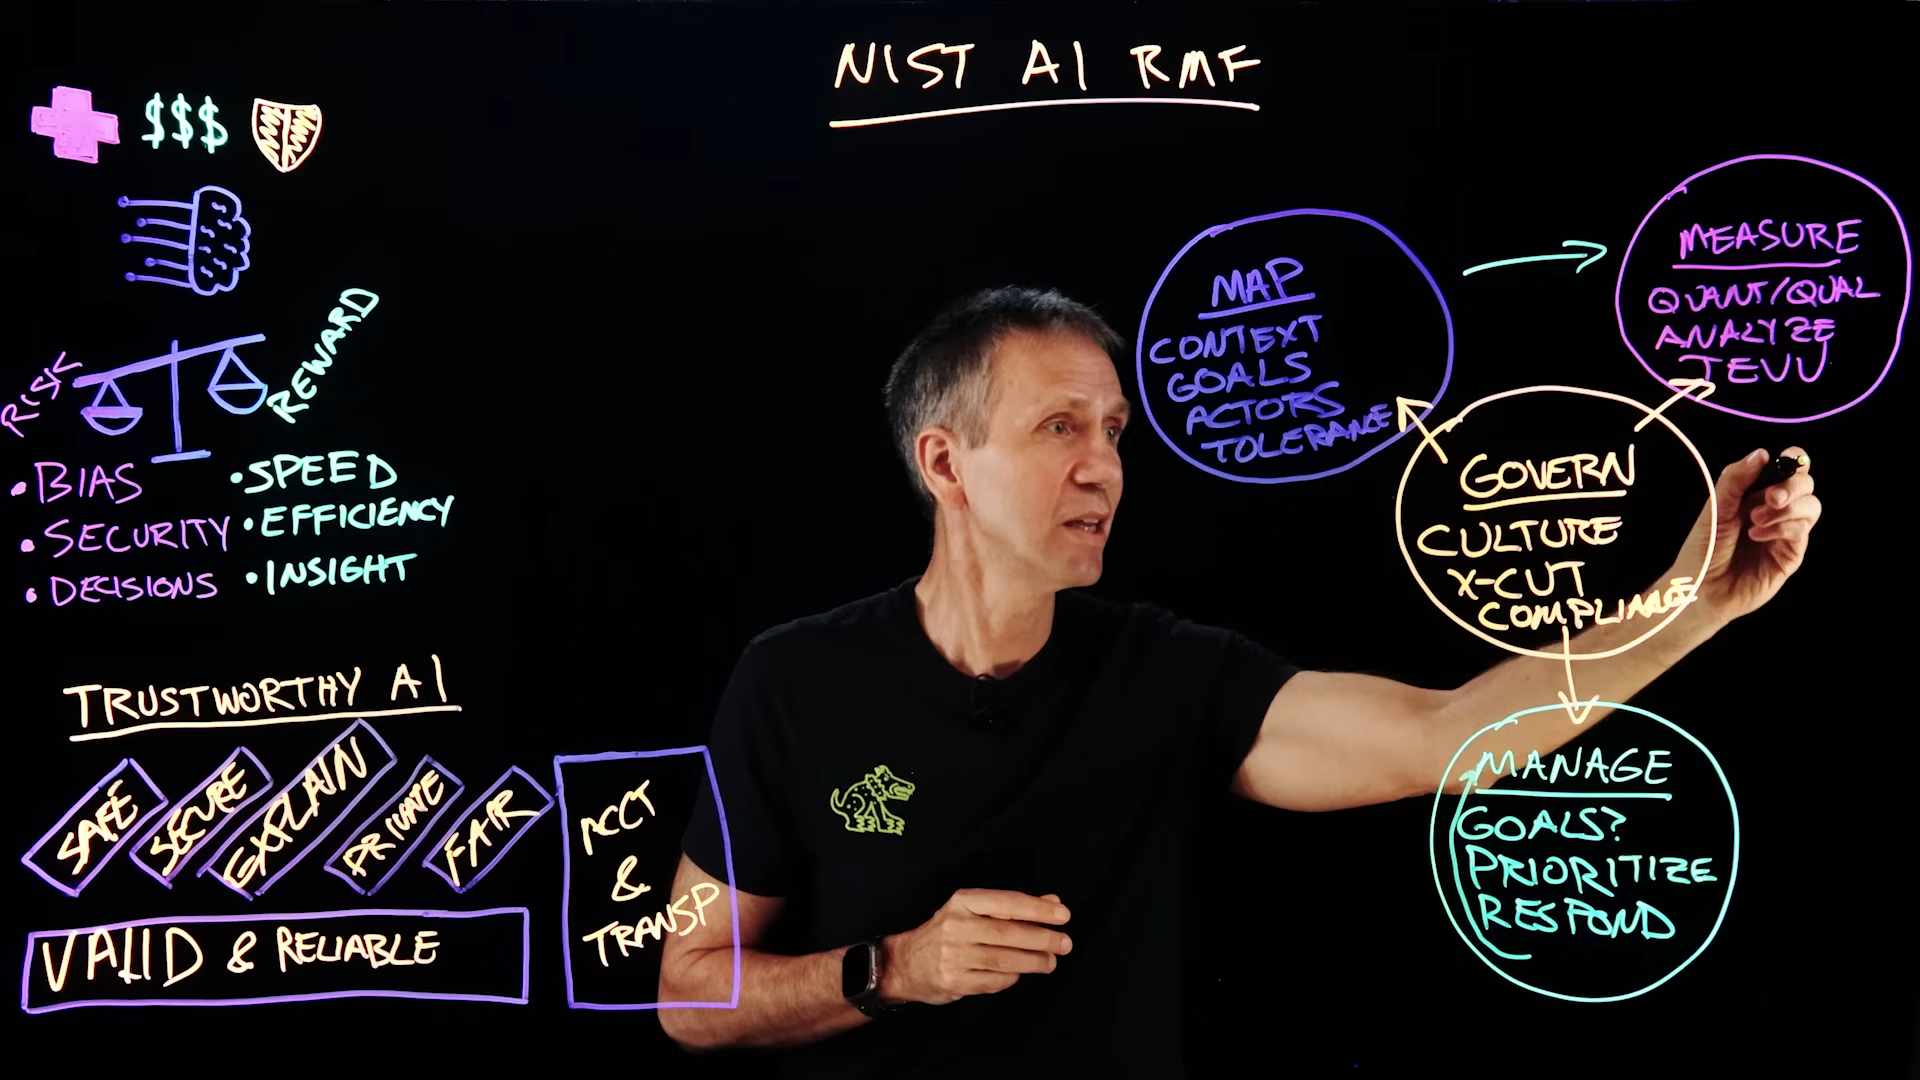 NIST AI RMF
$$$
RISK
REWARD
• BIAS
• SECURITY
• DECISIONS
• SPEED
• EFFICIENCY
• INSIGHT
TRUSTWORTHY AI
SAFE
SECURE
EXPLAIN
PRIVATE
FAIR
VALID & RELIABLE
ACCT
&
TRANSP
MAP
CONTEXT
GOALS
ACTORS
TOLERANCE
MEASURE
QUANT/QUAL
ANALYZE
TEVV
GOVERN
CULTURE
X-CUT
COMPLIANCE
MANAGE
GOALS?
PRIORITIZE
RESPOND